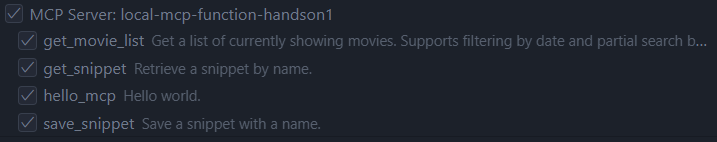 MCP Server: local-mcp-function-handson1
get_movie_list Get a list of currently showing movies. Supports filtering by date and partial search b...
get_snippet Retrieve a snippet by name.
hello_mcp Hello world.
save_snippet Save a snippet with a name.